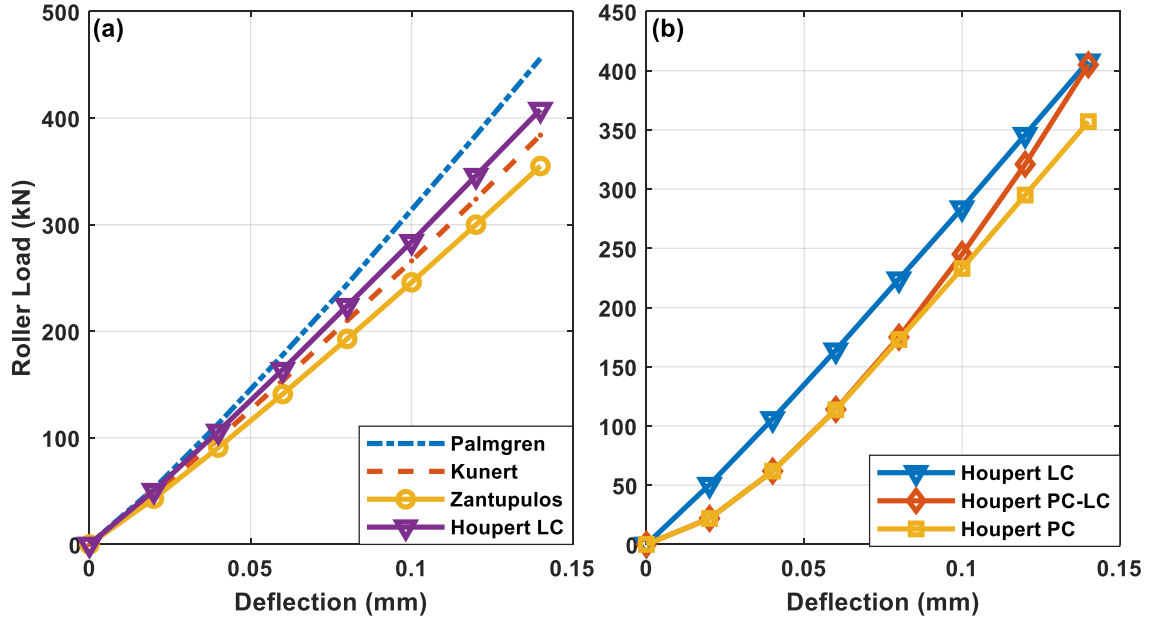 (a)
500
400
300
200
100
0
0
0.05
0.1
0.15
Roller Load (kN)
Deflection (mm)
Palmgren
Kunert
Zantupulos
Houpert LC
(b)
450
400
350
300
250
200
150
100
50
0
0
0.05
0.1
0.15
Deflection (mm)
Houpert LC
Houpert PC-LC
Houpert PC